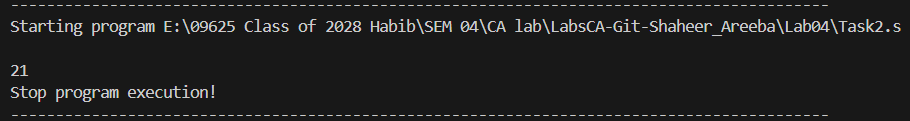 --------------------------------------------------------------------------------
Starting program E:\09625 Class of 2028 Habib\SEM 04\CA lab\LabsCA-Git-Shaheer_Areeba\Lab04\Task2.s
21
Stop program execution!
--------------------------------------------------------------------------------